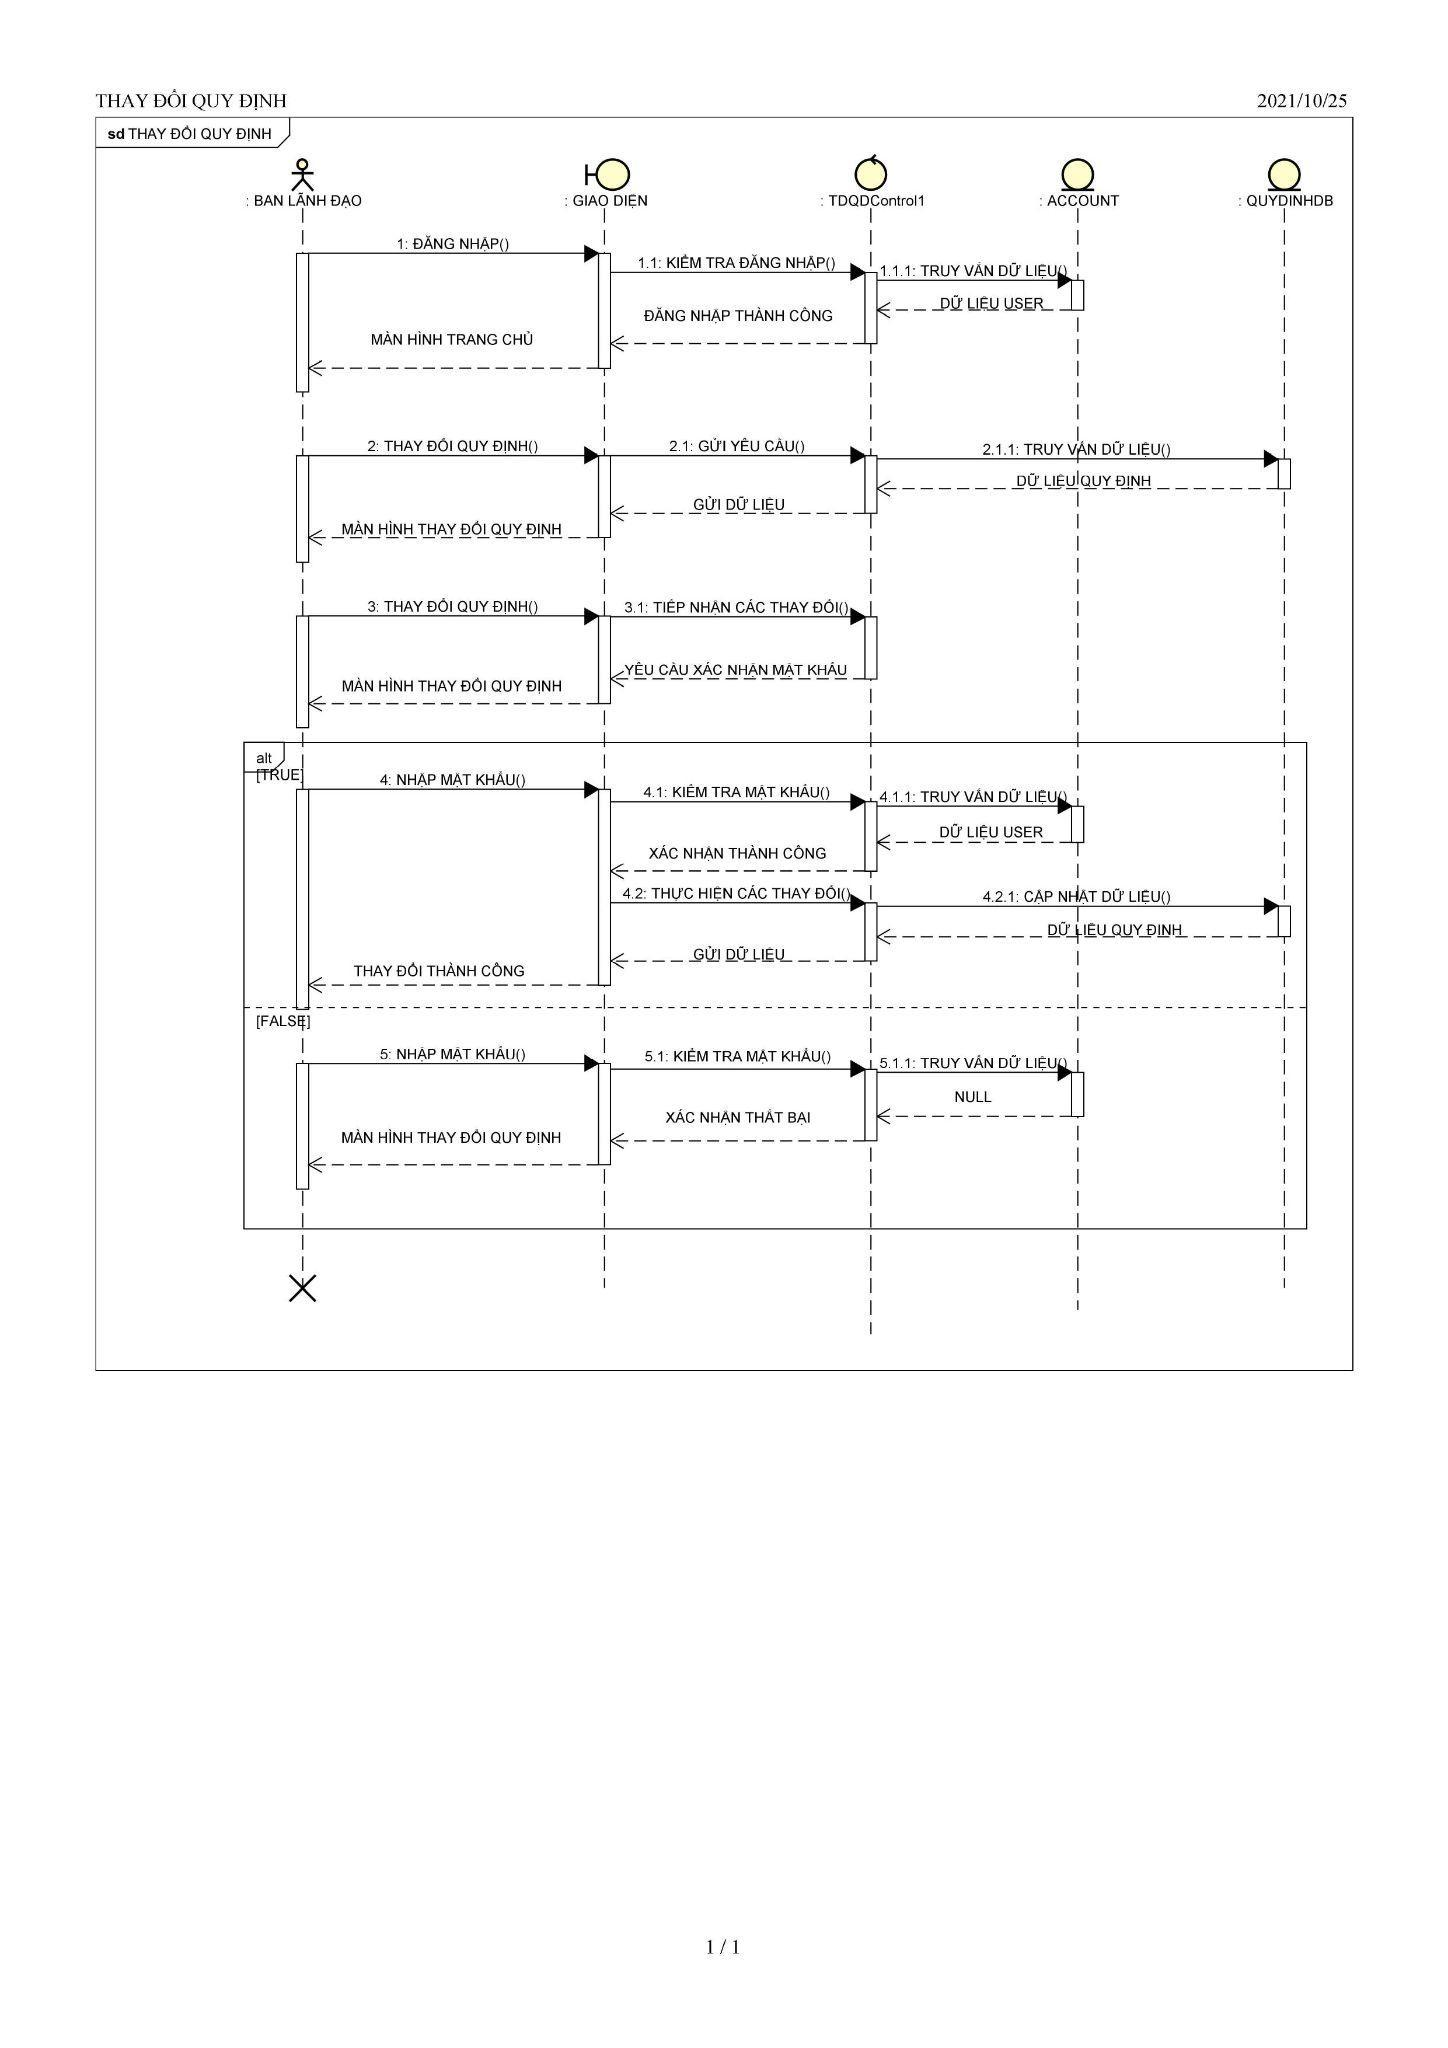 THAY ĐỔI QUY ĐỊNH 2021/10/25
sd THAY ĐỔI QUY ĐỊNH
: BAN LÃNH ĐẠO : GIAO DIỆN : TDQDControl1 : ACCOUNT : QUYDINHDB
1: ĐĂNG NHẬP()
1.1: KIỂM TRA ĐĂNG NHẬP()
1.1.1: TRUY VẤN DỮ LIỆU()
DỮ LIỆU USER
ĐĂNG NHẬP THÀNH CÔNG
MÀN HÌNH TRANG CHỦ
2: THAY ĐỔI QUY ĐỊNH() 2.1: GỬI YÊU CẦU() 2.1.1: TRUY VẤN DỮ LIỆU()
DỮ LIỆU QUY ĐỊNH
GỬI DỮ LIỆU
MÀN HÌNH THAY ĐỔI QUY ĐỊNH
3: THAY ĐỔI QUY ĐỊNH() 3.1: TIẾP NHẬN CÁC THAY ĐỔI()
YÊU CẦU XÁC NHẬN MẬT KHẨU
MÀN HÌNH THAY ĐỔI QUY ĐỊNH
alt
[TRUE]
4: NHẬP MẬT KHẨU()
4.1: KIỂM TRA MẬT KHẨU()
4.1.1: TRUY VẤN DỮ LIỆU()
DỮ LIỆU USER
XÁC NHẬN THÀNH CÔNG
4.2: THỰC HIỆN CÁC THAY ĐỔI() 4.2.1: CẬP NHẬT DỮ LIỆU()
DỮ LIỆU QUY ĐỊNH
GỬI DỮ LIỆU
THAY ĐỔI THÀNH CÔNG
[FALSE]
5: NHẬP MẬT KHẨU()
5.1: KIỂM TRA MẬT KHẨU()
5.1.1: TRUY VẤN DỮ LIỆU()
NULL
XÁC NHẬN THẤT BẠI
MÀN HÌNH THAY ĐỔI QUY ĐỊNH
1 / 1